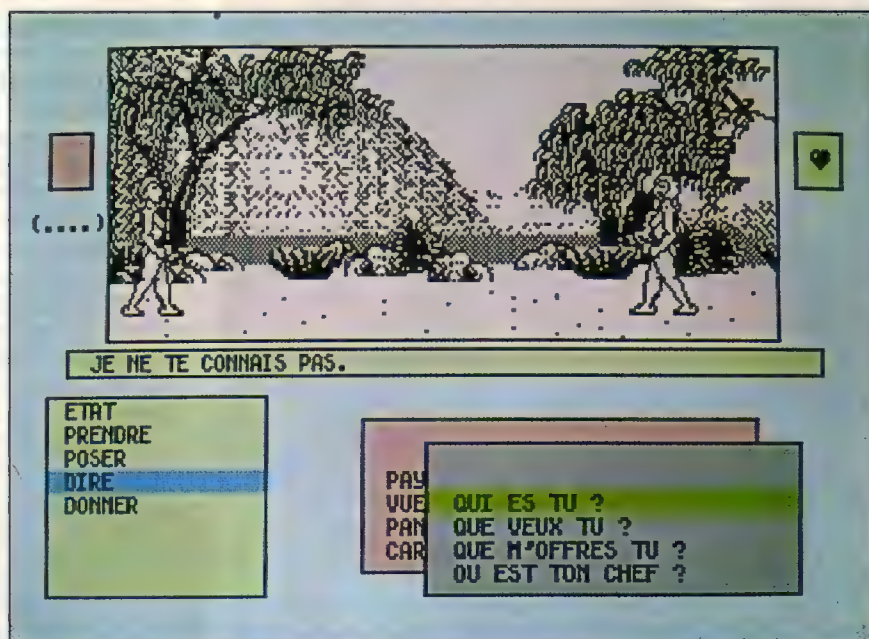 (....)
JE NE TE CONNAIS PAS.
ETAT
PRENDRE
POSER
DIRE
DONNER
PAY
VUE
PAN
CAR
QUI ES TU ?
QUE VEUX TU ?
QUE M'OFFRES TU ?
OU EST TON CHEF ?